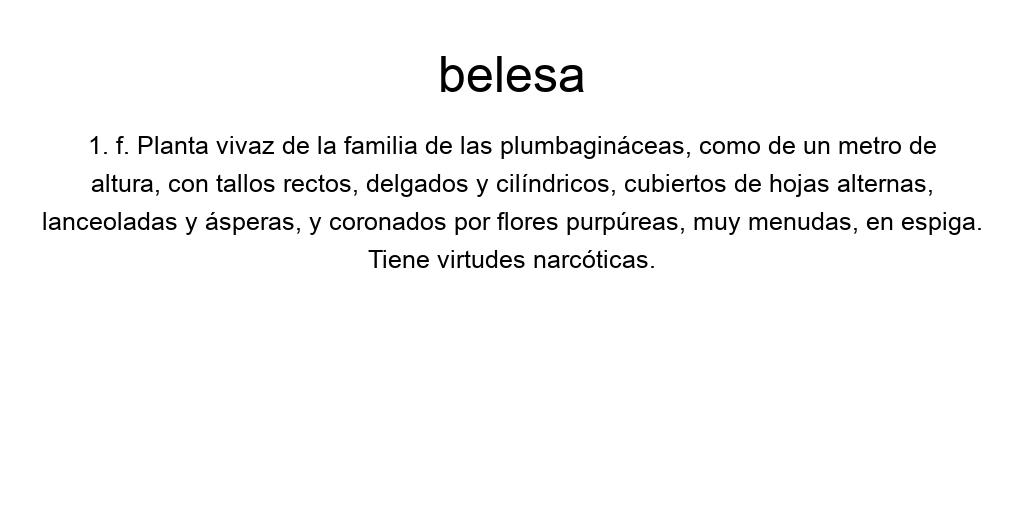 belesa
1. f. Planta vivaz de la familia de las plumbagináceas, como de un metro de
altura, con tallos rectos, delgados y cilíndricos, cubiertos de hojas alternas,
lanceoladas y ásperas, y coronados por flores purpúreas, muy menudas, en espiga.
Tiene virtudes narcóticas.